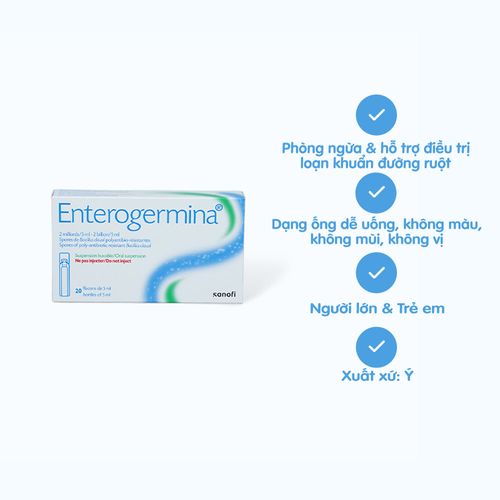 Enterogermina®
2 milliards/5 ml - 2 billion/5 ml
Spores de Bacillus clausii polyantibio-résistantes
Spores of poly-antibiotic resistant Bacillus clausii
Suspension buvable/Oral suspension
Ne pas injecter/Do not inject
20 flacons de 5 ml
bottles of 5 ml
sanofi
Phòng ngừa & hỗ trợ điều trị
loạn khuẩn đường ruột
Dạng ống dễ uống, không màu,
không mùi, không vị
Người lớn & Trẻ em
Xuất xứ: Ý